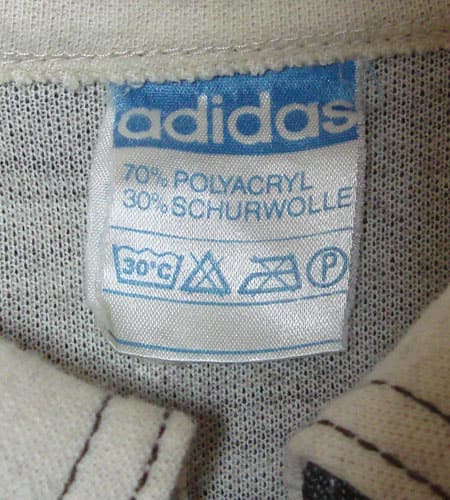 adidas
70% POLYACRYL
30% SCHURWOLLE
30°C P